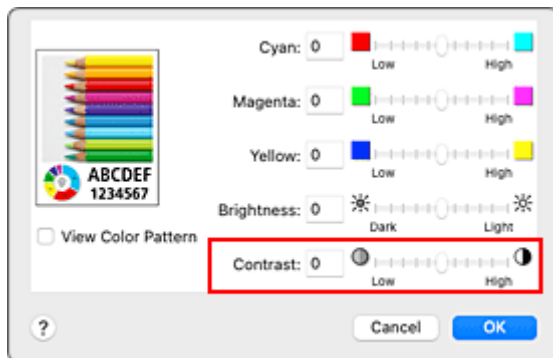 Cyan: 0
Low High
Magenta: 0
Low High
Yellow: 0
Low High
ABCDEF
1234567
Brightness: 0
Dark Light
View Color Pattern
Contrast: 0
Low High
?
Cancel OK